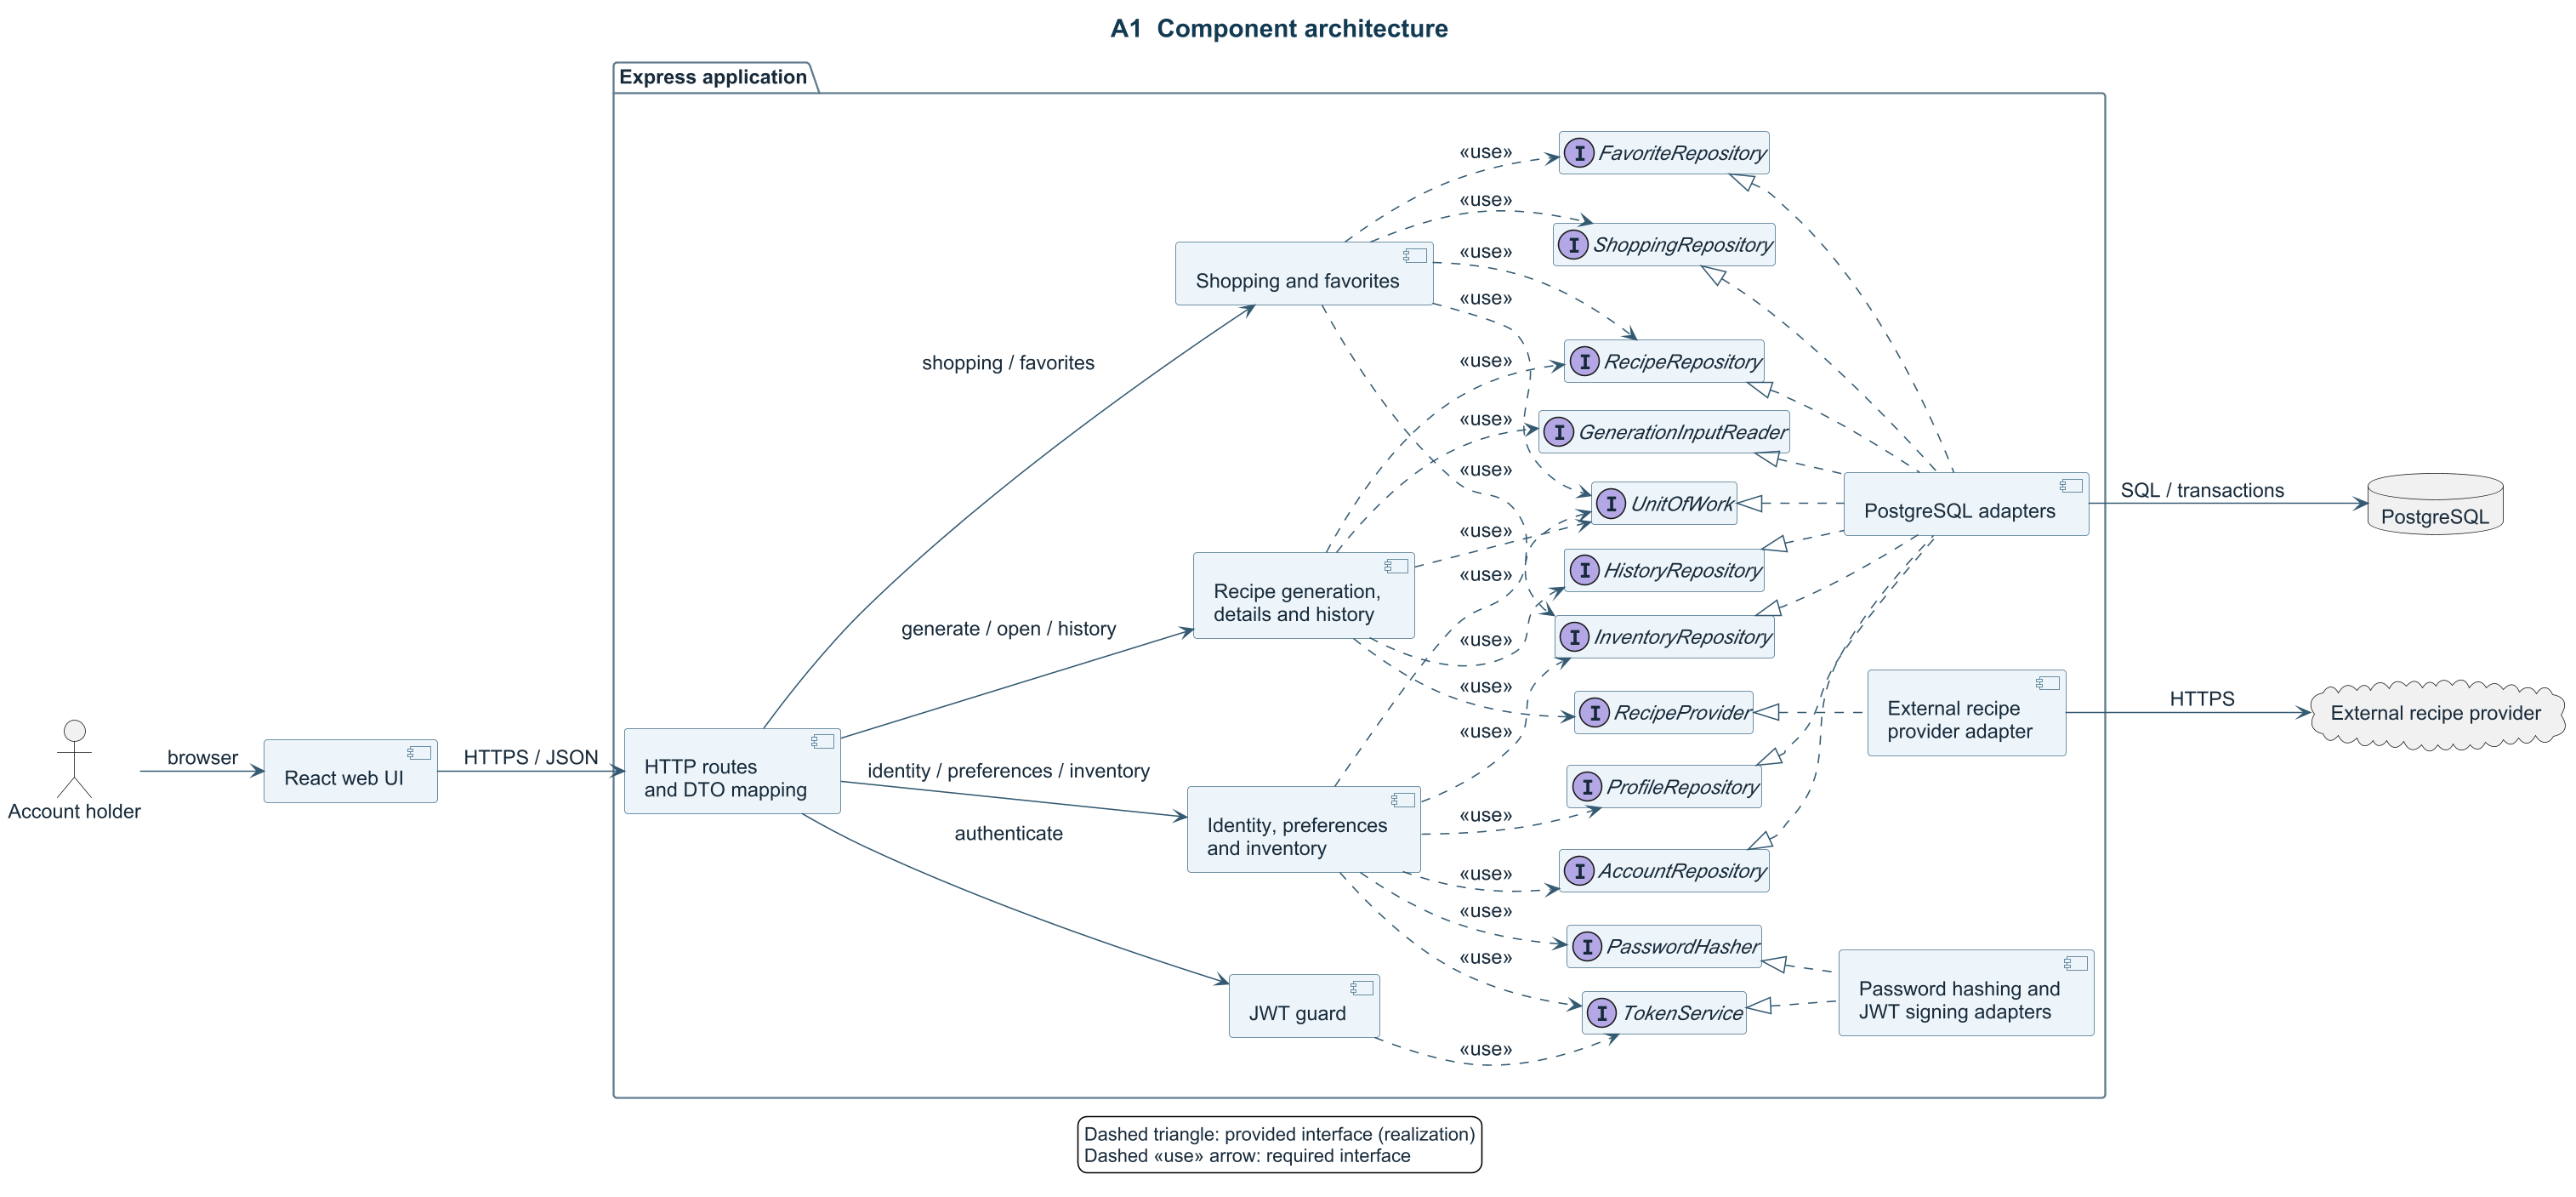 A1  Component architecture
Express application
«use»
FavoriteRepository
«use»
ShoppingRepository
«use»
Shopping and favorites
«use»
shopping / favorites
«use»
RecipeRepository
«use»
GenerationInputReader
«use»
SQL / transactions
UnitOfWork
PostgreSQL adapters
PostgreSQL
«use»
HistoryRepository
«use»
Recipe generation,
details and history
generate / open / history
«use»
InventoryRepository
«use»
HTTPS
RecipeProvider
External recipe
provider adapter
External recipe provider
«use»
browser
HTTPS / JSON
HTTP routes
and DTO mapping
React web UI
Account holder
identity / preferences / inventory
ProfileRepository
«use»
Identity, preferences
and inventory
authenticate
«use»
AccountRepository
«use»
PasswordHasher
«use»
Password hashing and
JWT signing adapters
JWT guard
TokenService
«use»
Dashed triangle: provided interface (realization)
Dashed «use» arrow: required interface